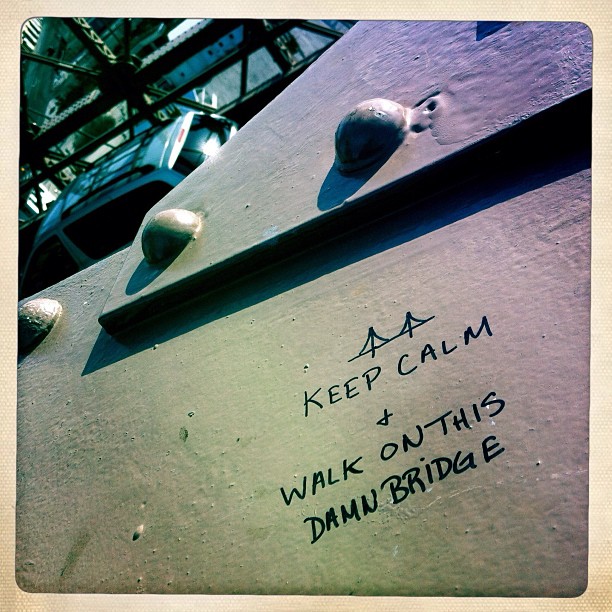 KEEP CALM
+
WALK ON THIS
DAMN BRIDGE